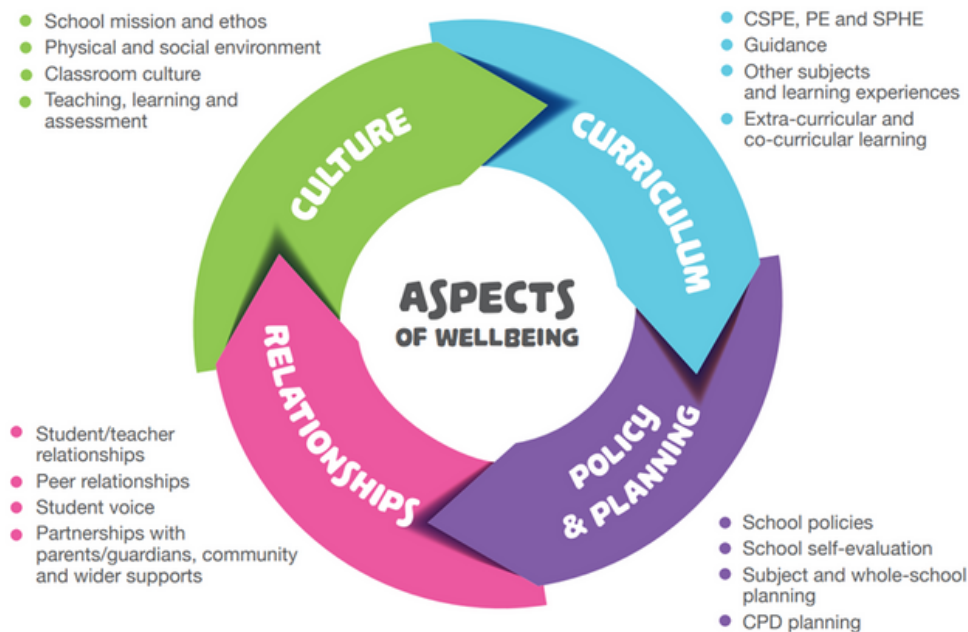 School mission and ethos
Physical and social environment
Classroom culture
Teaching, learning and
assessment
CSPE, PE and SPHE
Guidance
Other subjects
and learning experiences
Extra-curricular and
co-curricular learning
CULTURE
CURRICULUM
ASPECTS
OF WELLBEING
RELATIONSHIPS
POLICY
& PLANNING
Student/teacher
relationships
Peer relationships
Student voice
Partnerships with
parents/guardians, community
and wider supports
School policies
School self-evaluation
Subject and whole-school
planning
CPD planning